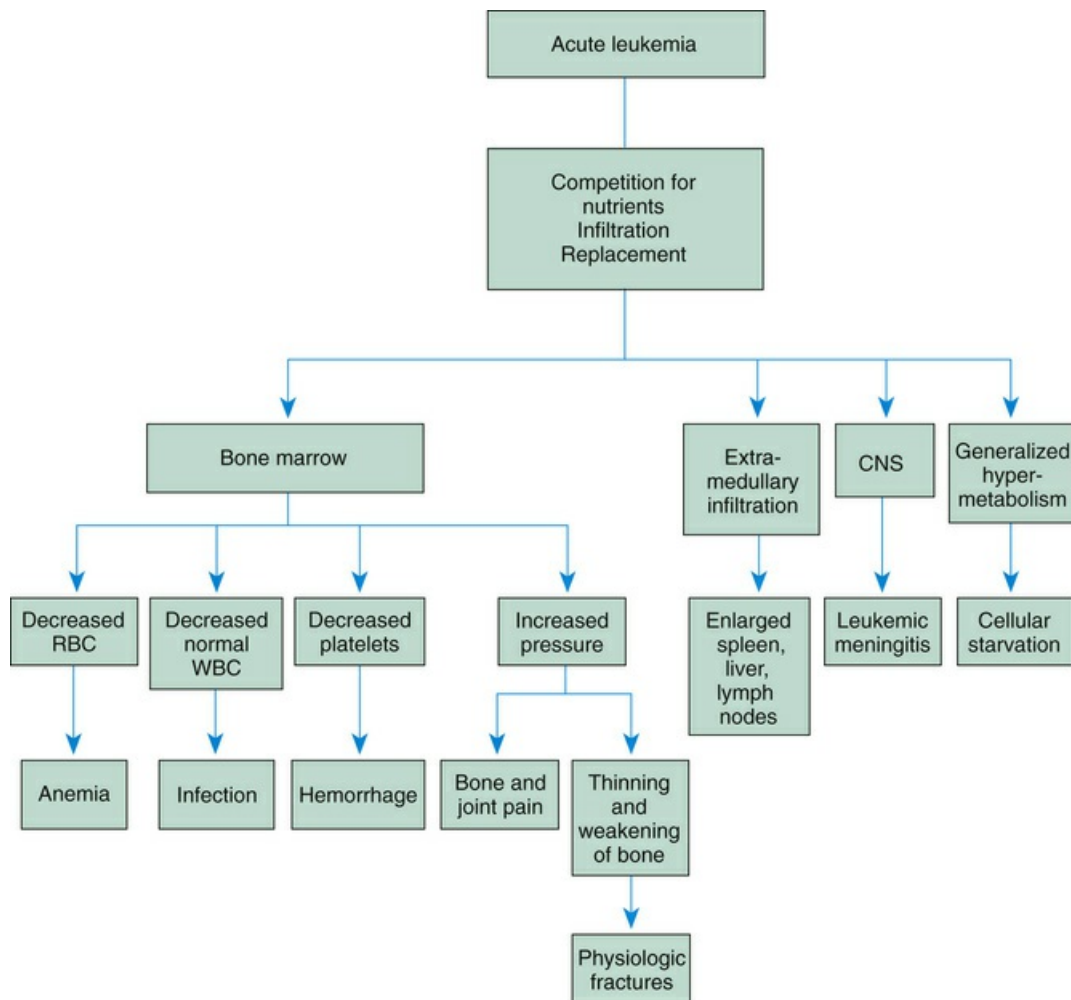 Acute leukemia
Competition for
nutrients
Infiltration
Replacement
Bone marrow
Extra-
medullary
infiltration
CNS
Generalized
hyper-
metabolism
Decreased
RBC
Decreased
normal
WBC
Decreased
platelets
Increased
pressure
Enlarged
spleen,
liver,
lymph
nodes
Leukemic
meningitis
Cellular
starvation
Anemia
Infection
Hemorrhage
Bone and
joint pain
Thinning
and
weakening
of bone
Physiologic
fractures